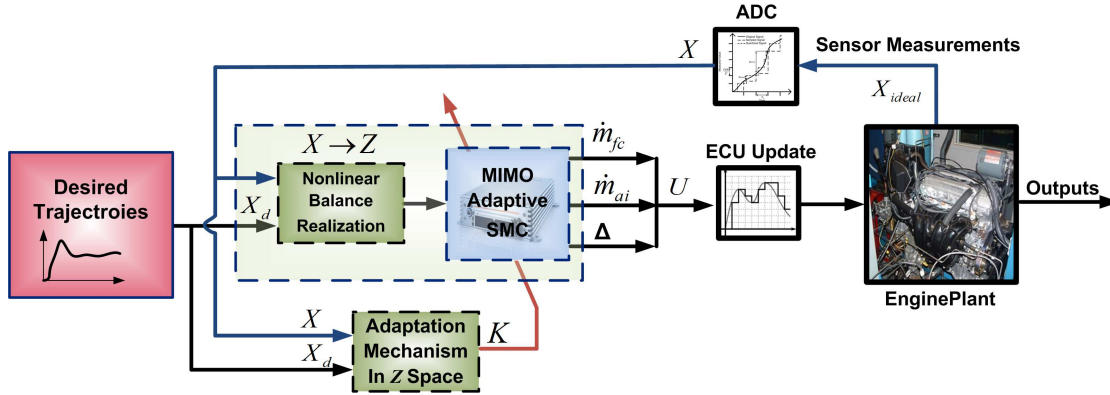 ADC
Sensor Measurements
X
X_ideal
X → Z
ṁ_fc
ECU Update
Desired
Trajectroies
X_d
Nonlinear
Balance
Realization
MIMO
Adaptive
SMC
ṁ_ai
U
Δ
Outputs
EnginePlant
X
X_d
Adaptation
Mechanism
In Z Space
K